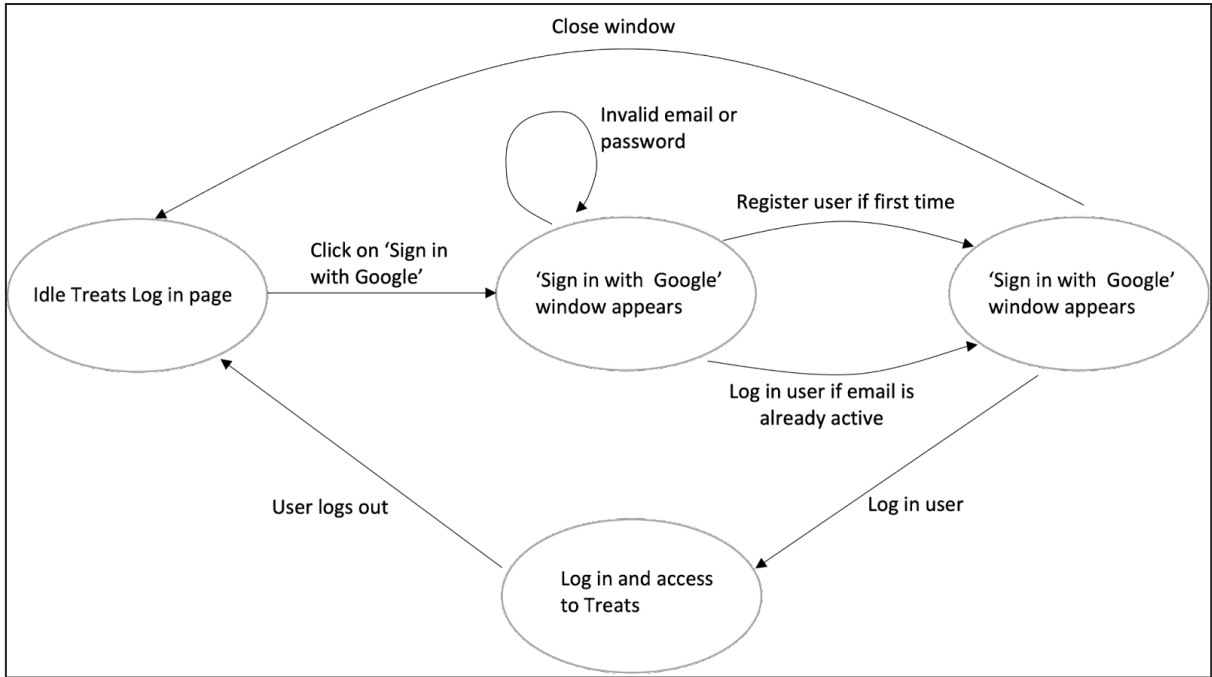 Close window
Invalid email or
password
Register user if first time
Click on ‘Sign in
with Google’
Idle Treats Log in page
‘Sign in with  Google’
window appears
‘Sign in with  Google’
window appears
Log in user if email is
already active
User logs out
Log in user
Log in and access
to Treats